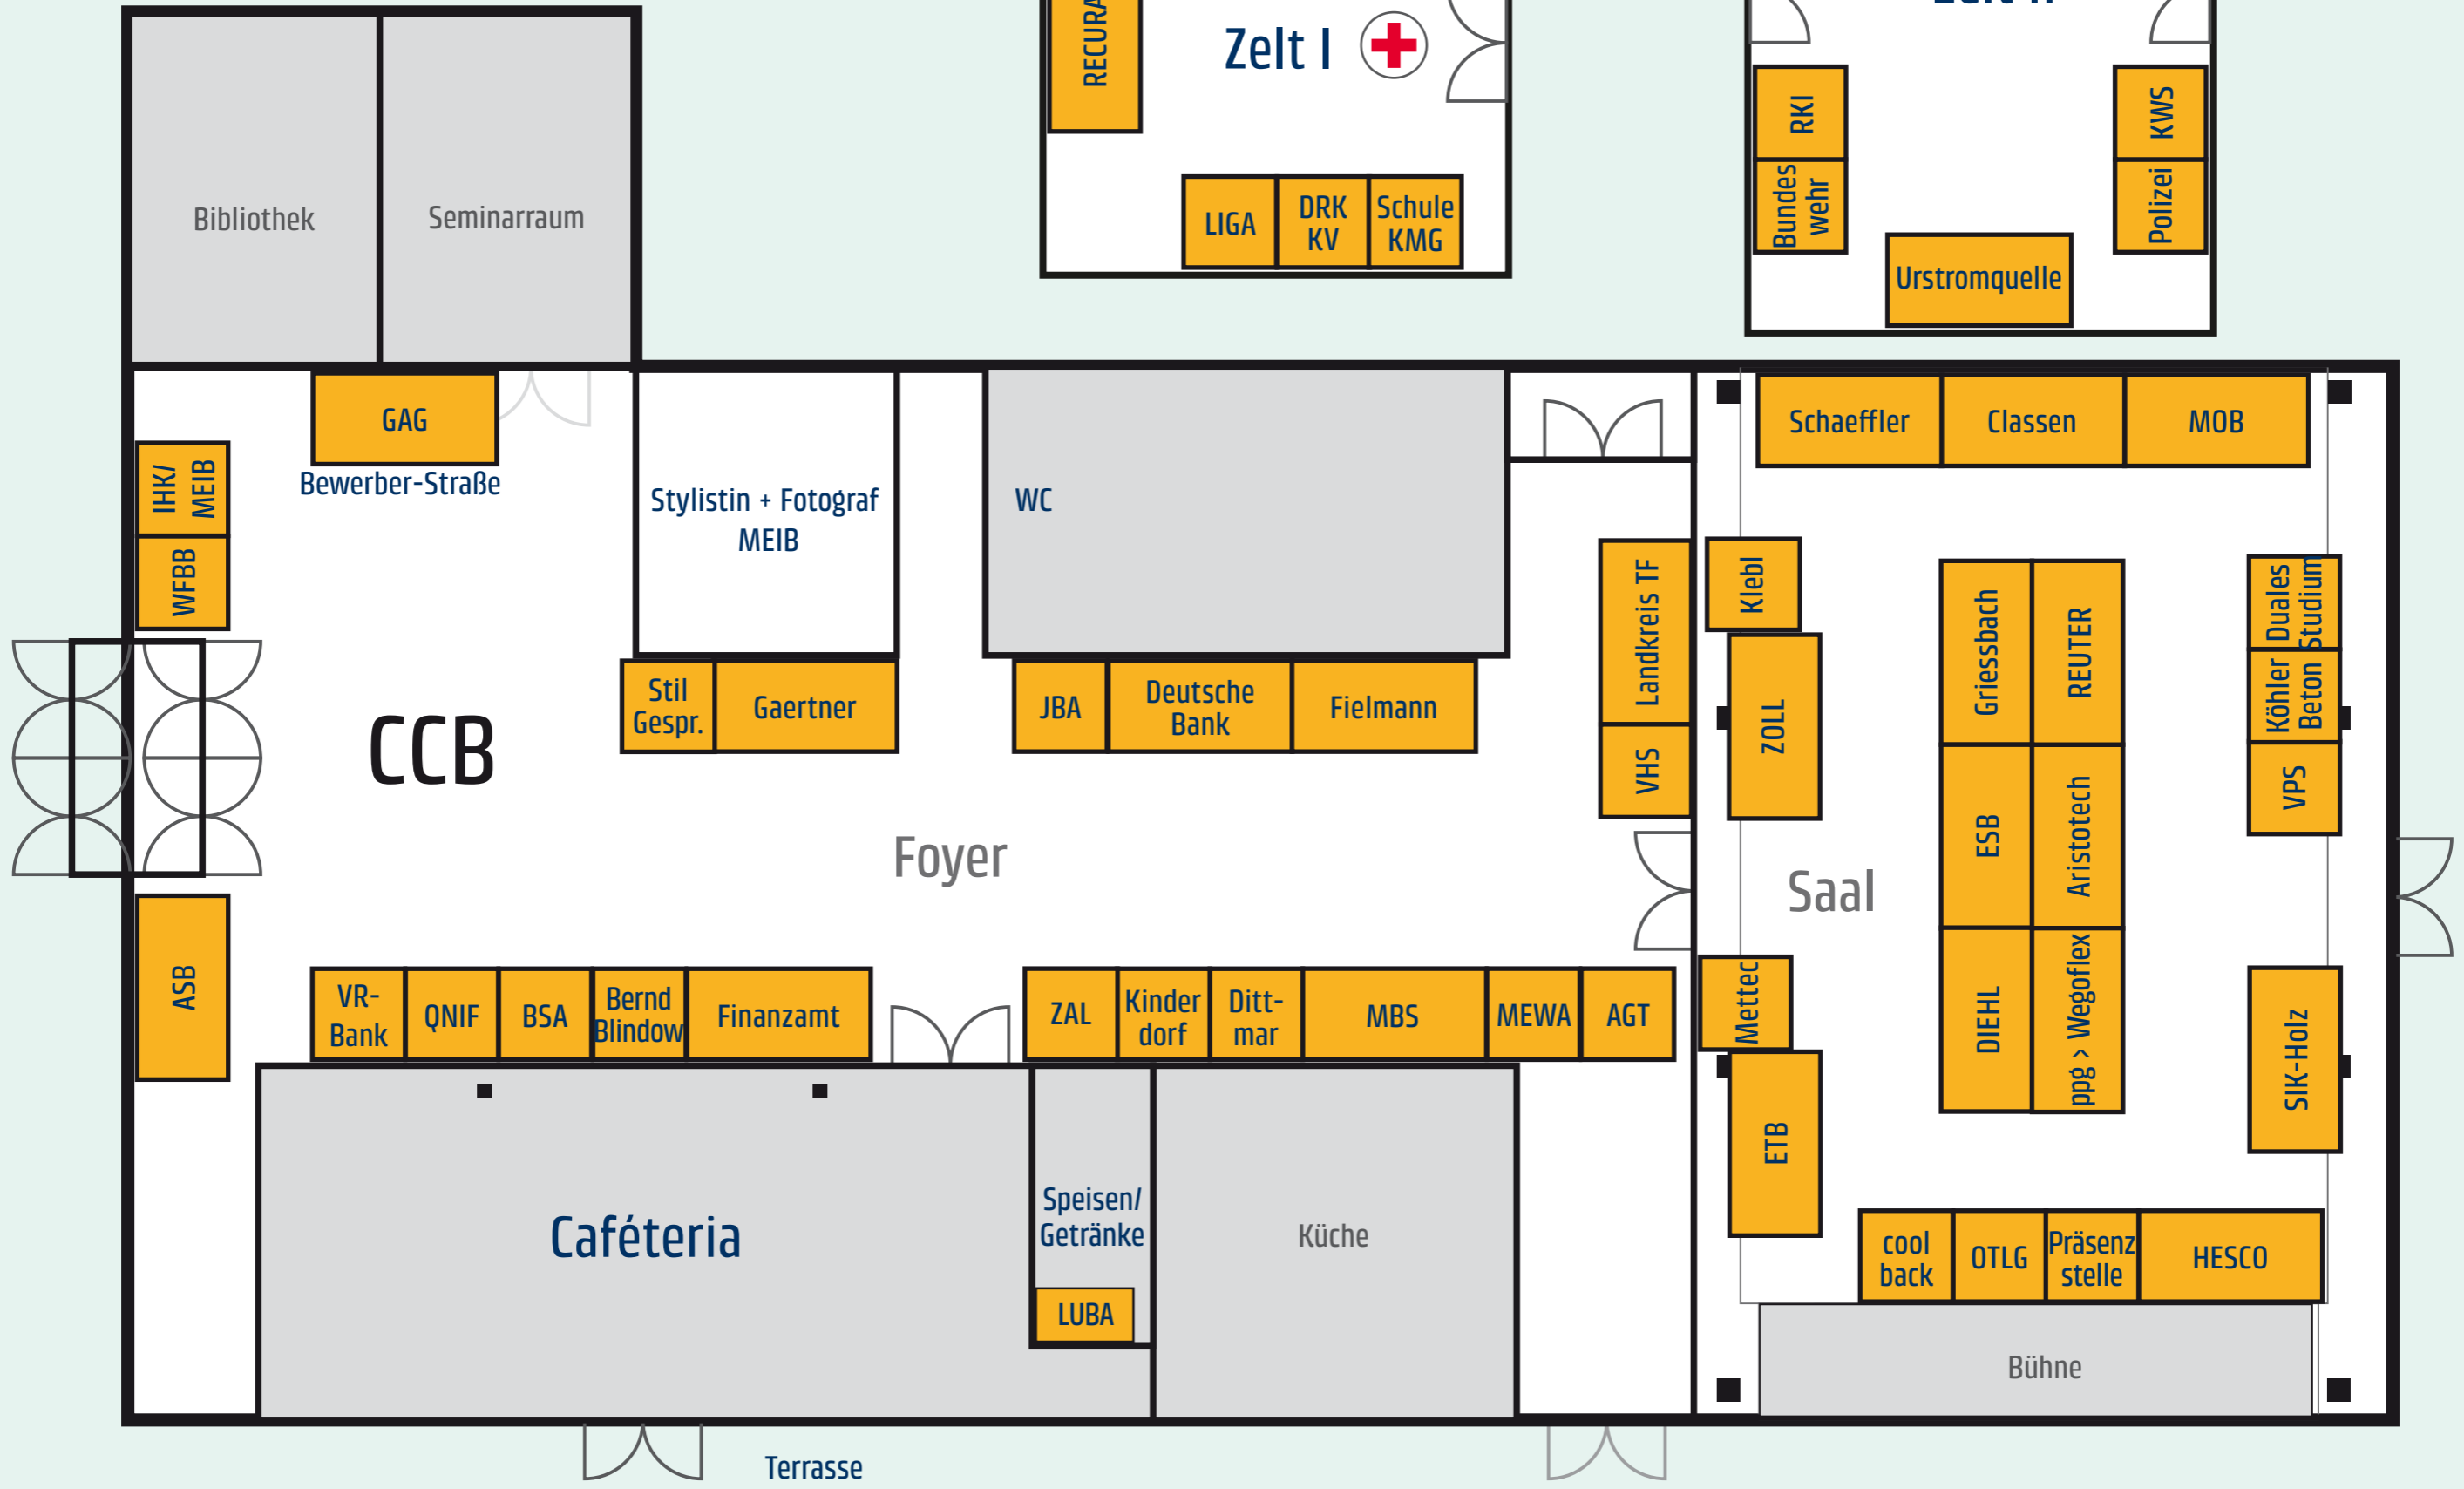 RECURA
Zelt I
LIGA
DRK
KV
Schule
KMG
RKI
Bundes
wehr
KWS
Polizei
Urstromquelle
Bibliothek
Seminarraum
GAG
Bewerber-Straße
IHK/
MEIB
WFBB
Stylistin + Fotograf
MEIB
WC
Stil
Gespr.
Gaertner
JBA
Deutsche
Bank
Fielmann
Landkreis TF
VHS
CCB
Foyer
ASB
VR-
Bank
QNIF
BSA
Bernd
Blindow
Finanzamt
ZAL
Kinder
dorf
Ditt-
mar
MBS
MEWA
AGT
Caféteria
Speisen/
Getränke
LUBA
Küche
Terrasse
Schaeffler
Classen
MOB
Klebl
ZOLL
Griessbach
REUTER
ESB
Aristotech
DIEHL
ppg > Wegoflex
Duales
Studium
Köhler
Beton
VPS
Saal
Mettec
ETB
SIK-Holz
cool
back
OTLG
Präsenz
stelle
HESCO
Bühne